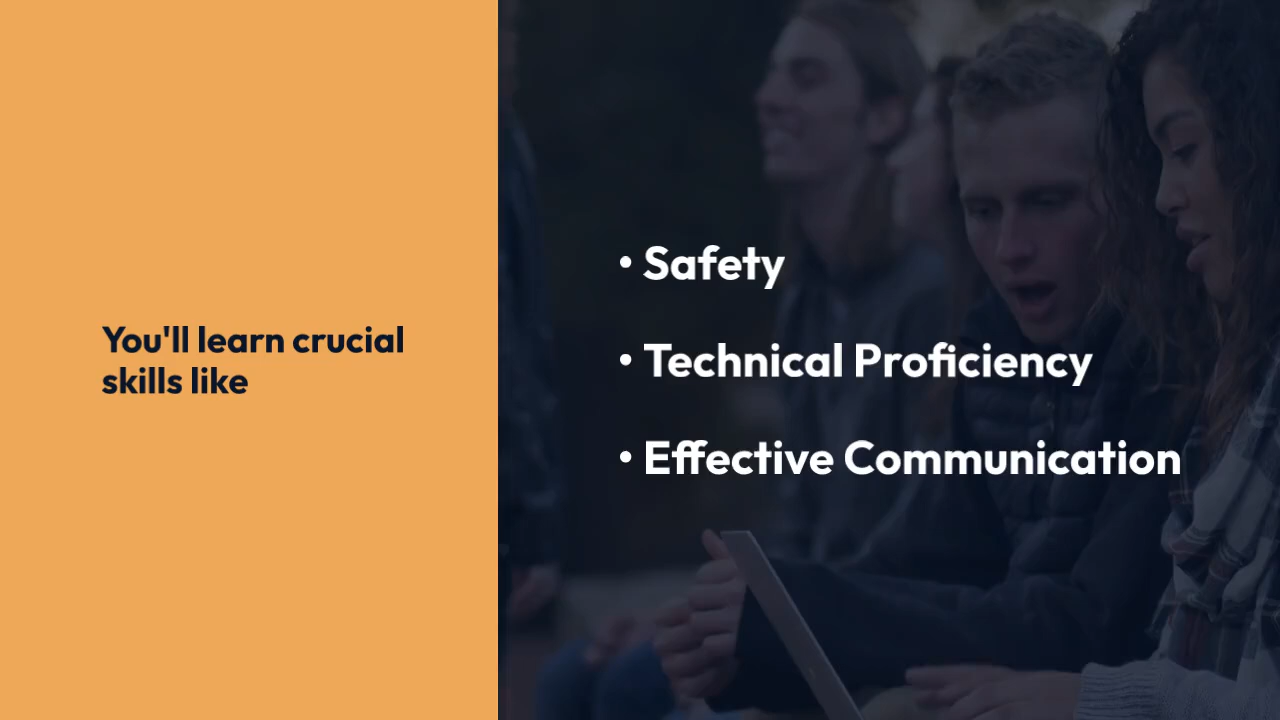 You'll learn crucial
skills like
• Safety
• Technical Proficiency
• Effective Communication